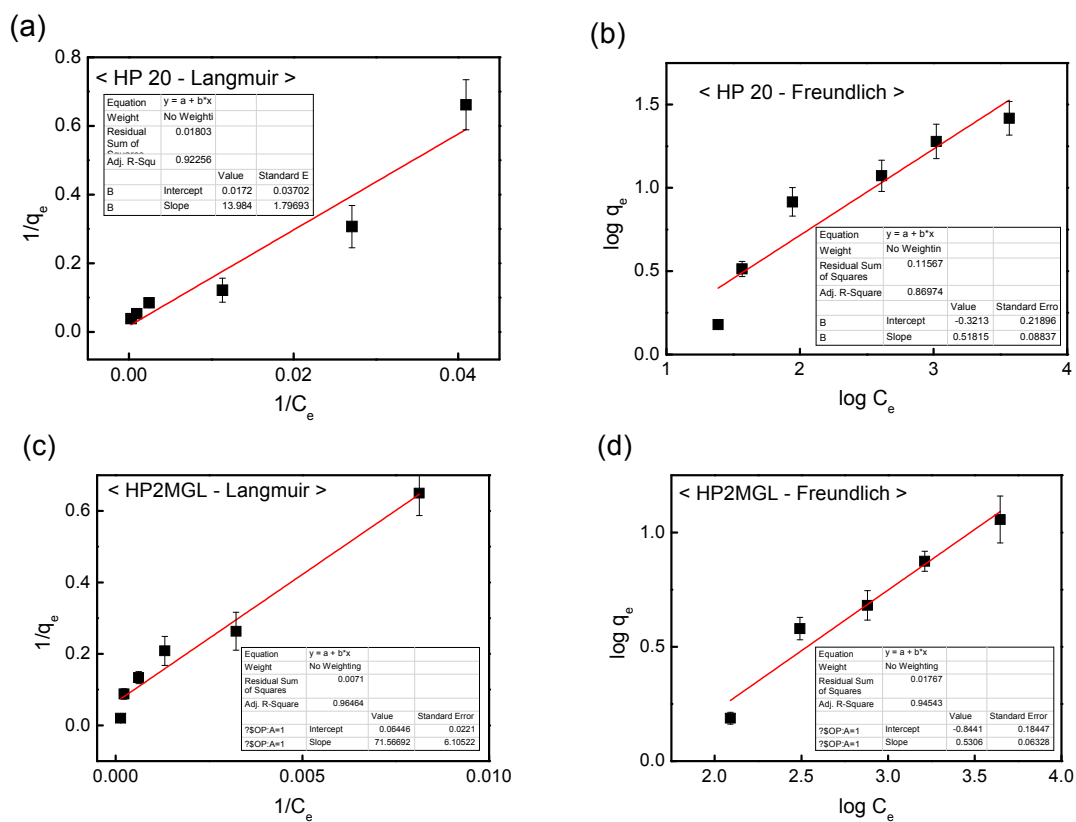 (a)
< HP 20 - Langmuir >
Equation y = a + b*x
Weight No Weighti
Residual Sum of Squares 0.01803
Adj. R-Squ 0.92256
Value Standard E
B Intercept 0.0172 0.03702
B Slope 13.984 1.79693
0.8
0.6
0.4
0.2
0.0
1/qe
0.00 0.02 0.04
1/Ce
(b)
< HP 20 - Freundlich >
1.5
1.0
0.5
0.0
log qe
Equation y = a + b*x
Weight No Weightin
Residual Sum of Squares 0.11567
Adj. R-Square 0.86974
Value Standard Erro
B Intercept -0.3213 0.21896
B Slope 0.51815 0.08837
1 2 3 4
log Ce
(c)
< HP2MGL - Langmuir >
0.6
0.4
0.2
0.0
1/qe
Equation y = a + b*x
Weight No Weighting
Residual Sum of Squares 0.0071
Adj. R-Square 0.96464
Value Standard Error
?$OP:A=1 Intercept 0.06446 0.0221
?$OP:A=1 Slope 71.56692 6.10522
0.000 0.005 0.010
1/Ce
(d)
< HP2MGL - Freundlich >
1.0
0.5
0.0
log qe
Equation y = a + b*x
Weight No Weighting
Residual Sum of Squares 0.01767
Adj. R-Square 0.94543
Value Standard Error
?$OP:A=1 Intercept -0.8441 0.18447
?$OP:A=1 Slope 0.5306 0.06328
2.0 2.5 3.0 3.5 4.0
log Ce